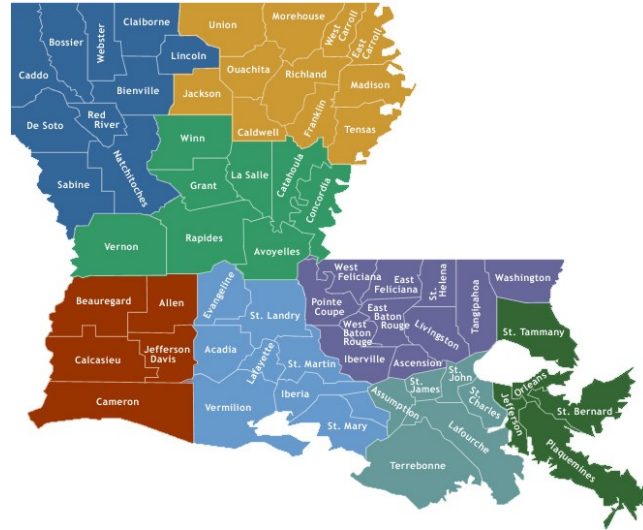 Caddo
Bossier
Webster
Claiborne
Lincoln
Bienville
De Soto
Red
River
Natchitoches
Sabine
Union
Morehouse
West
Carroll
East
Carroll
Ouachita
Richland
Madison
Jackson
Caldwell
Franklin
Tensas
Winn
Grant
La Salle
Catahoula
Concordia
Vernon
Rapides
Avoyelles
Beauregard
Allen
Calcasieu
Jefferson
Davis
Cameron
Evangeline
St. Landry
Acadia
Lafayette
St. Martin
Vermilion
Iberia
St. Mary
West
Feliciana
East
Feliciana
St.
Helena
Tangipahoa
Washington
Pointe
Coupe
West
Baton
Rouge
East
Baton
Rouge
Livingston
Iberville
Ascension
St. Tammany
Assumption
St.
James
St.
John
St.
Charles
Lafourche
Terrebonne
Jefferson
Orleans
St. Bernard
Plaquemines